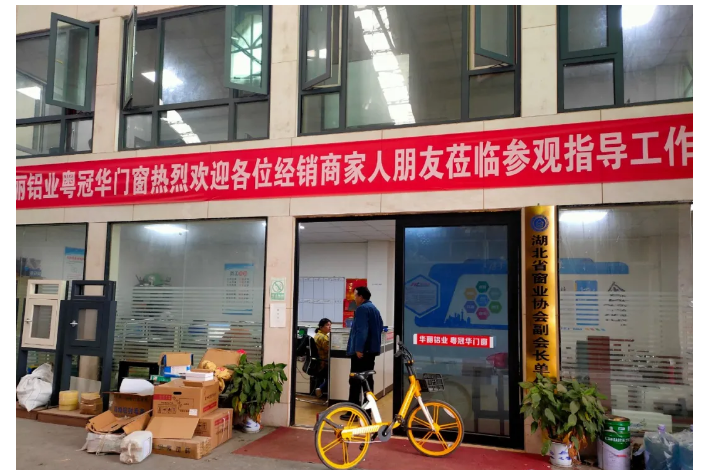 丽铝业粤冠华门窗热烈欢迎各位经销商家人朋友莅临参观指导工作
湖北省窗业协会副会长单
华丽铝业 粤冠华门窗